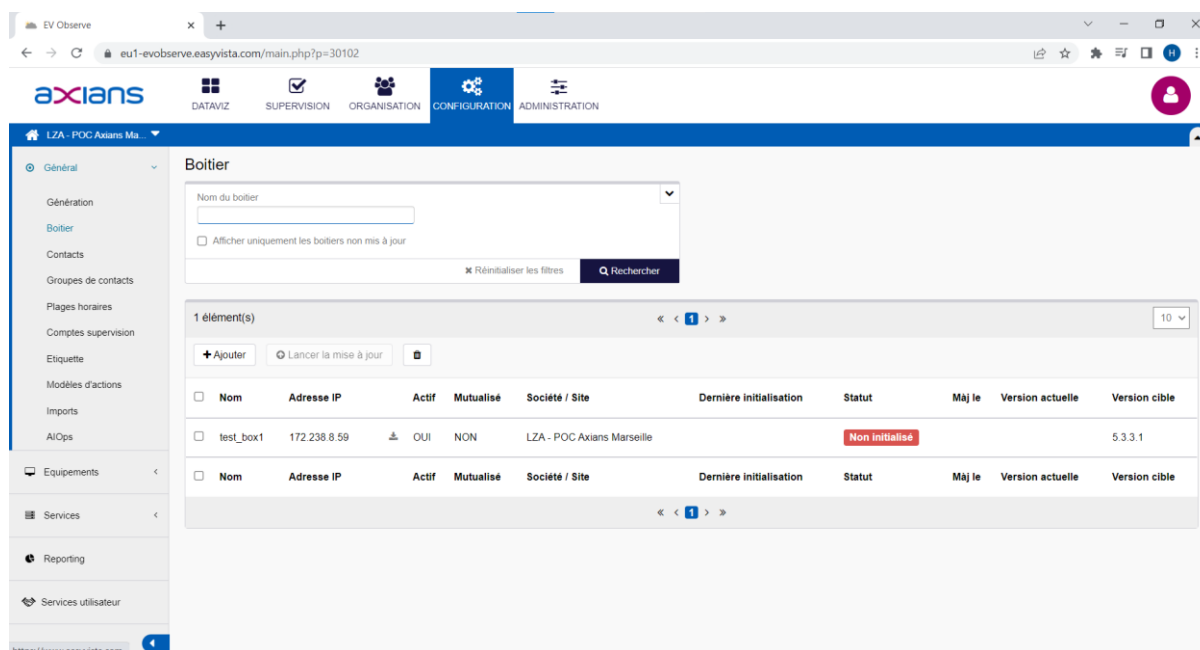 EV Observe
eu1-evobserve.easyvista.com/main.php?p=30102
H
axians
DATAVIZ SUPERVISION ORGANISATION CONFIGURATION ADMINISTRATION
LZA - POC Axians Ma...
Général
Génération
Boitier
Contacts
Groupes de contacts
Plages horaires
Comptes supervision
Etiquette
Modèles d'actions
Imports
AIOps
Equipements
Services
Reporting
Services utilisateur
Boitier
Nom du boitier
Afficher uniquement les boitiers non mis à jour
Réinitialiser les filtres Rechercher
1 élément(s) « < 1 > » 10
Ajouter Lancer la mise à jour
Nom Adresse IP Actif Mutualisé Société / Site Dernière initialisation Statut Màj le Version actuelle Version cible
test_box1 172.238.8.59 OUI NON LZA - POC Axians Marseille Non initialisé 5.3.3.1
Nom Adresse IP Actif Mutualisé Société / Site Dernière initialisation Statut Màj le Version actuelle Version cible
« < 1 > »